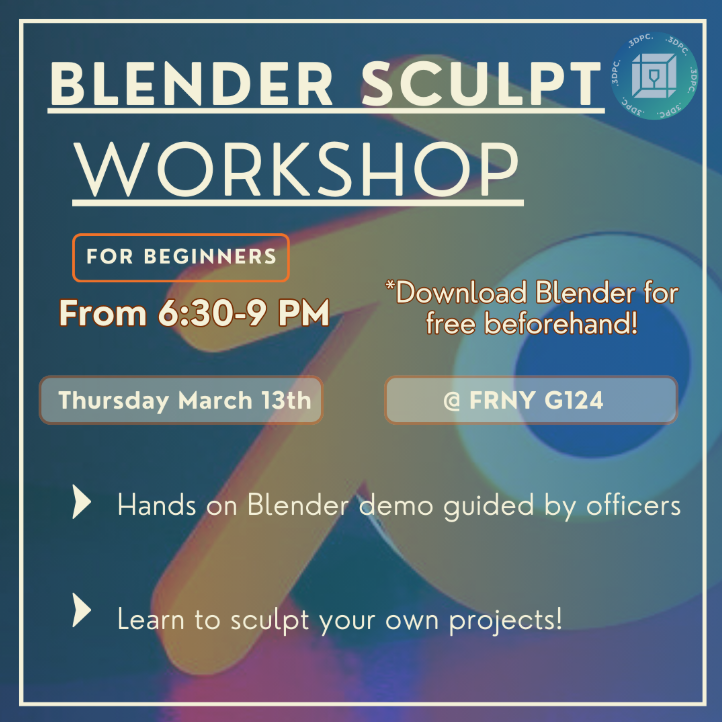 BLENDER SCULPT
WORKSHOP
FOR BEGINNERS
From 6:30-9 PM
*Download Blender for
free beforehand!
Thursday March 13th
@ FRNY G124
Hands on Blender demo guided by officers
Learn to sculpt your own projects!
.3DPC. .3DPC. .3DPC. .3DPC. .3DPC.